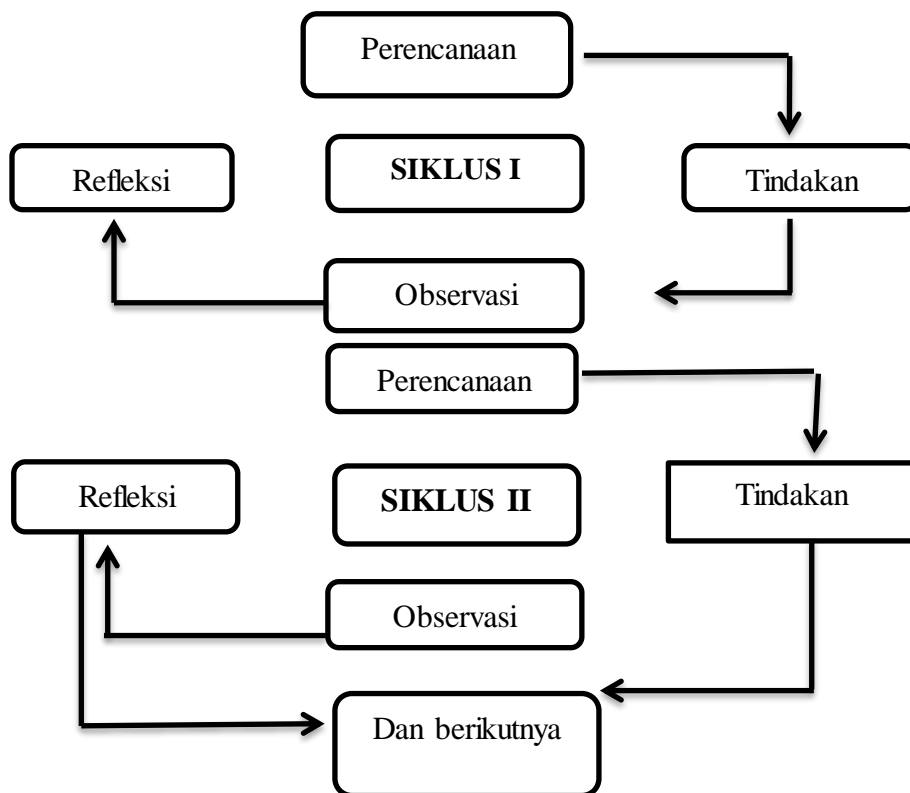 Perencanaan
Refleksi
SIKLUS I
Tindakan
Observasi
Perencanaan
Refleksi
SIKLUS II
Tindakan
Observasi
Dan berikutnya